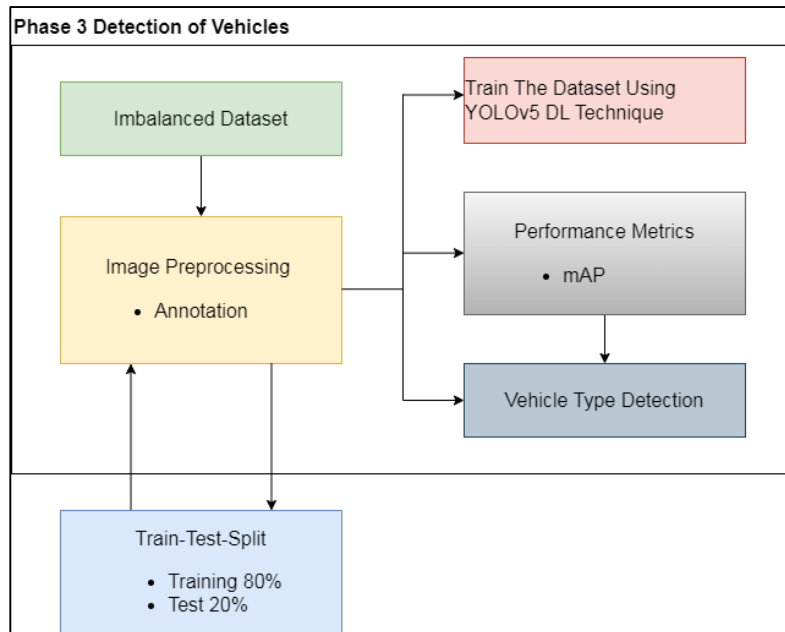 Phase 3 Detection of Vehicles
Imbalanced Dataset
Image Preprocessing
• Annotation
Train-Test-Split
• Training 80%
• Test 20%
Train The Dataset Using
YOLOv5 DL Technique
Performance Metrics
• mAP
Vehicle Type Detection